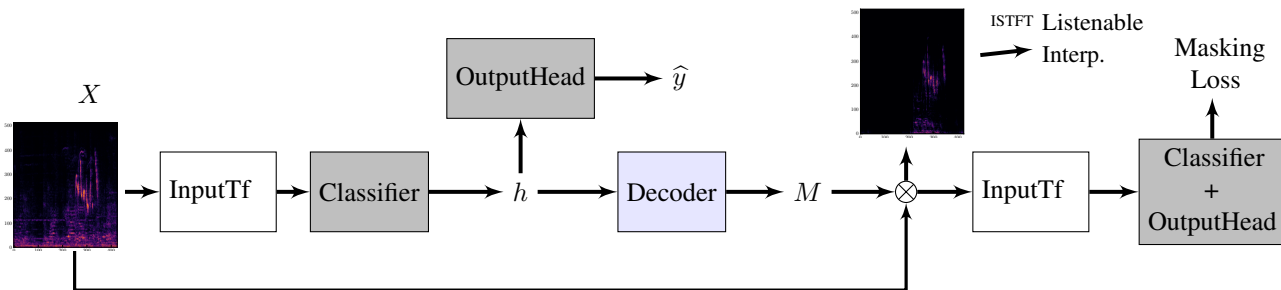 X
InputTf
Classifier
OutputHead
ŷ
h
Decoder
M
⊗
ISTFT Listenable
Interp.
InputTf
Masking
Loss
Classifier
+
OutputHead